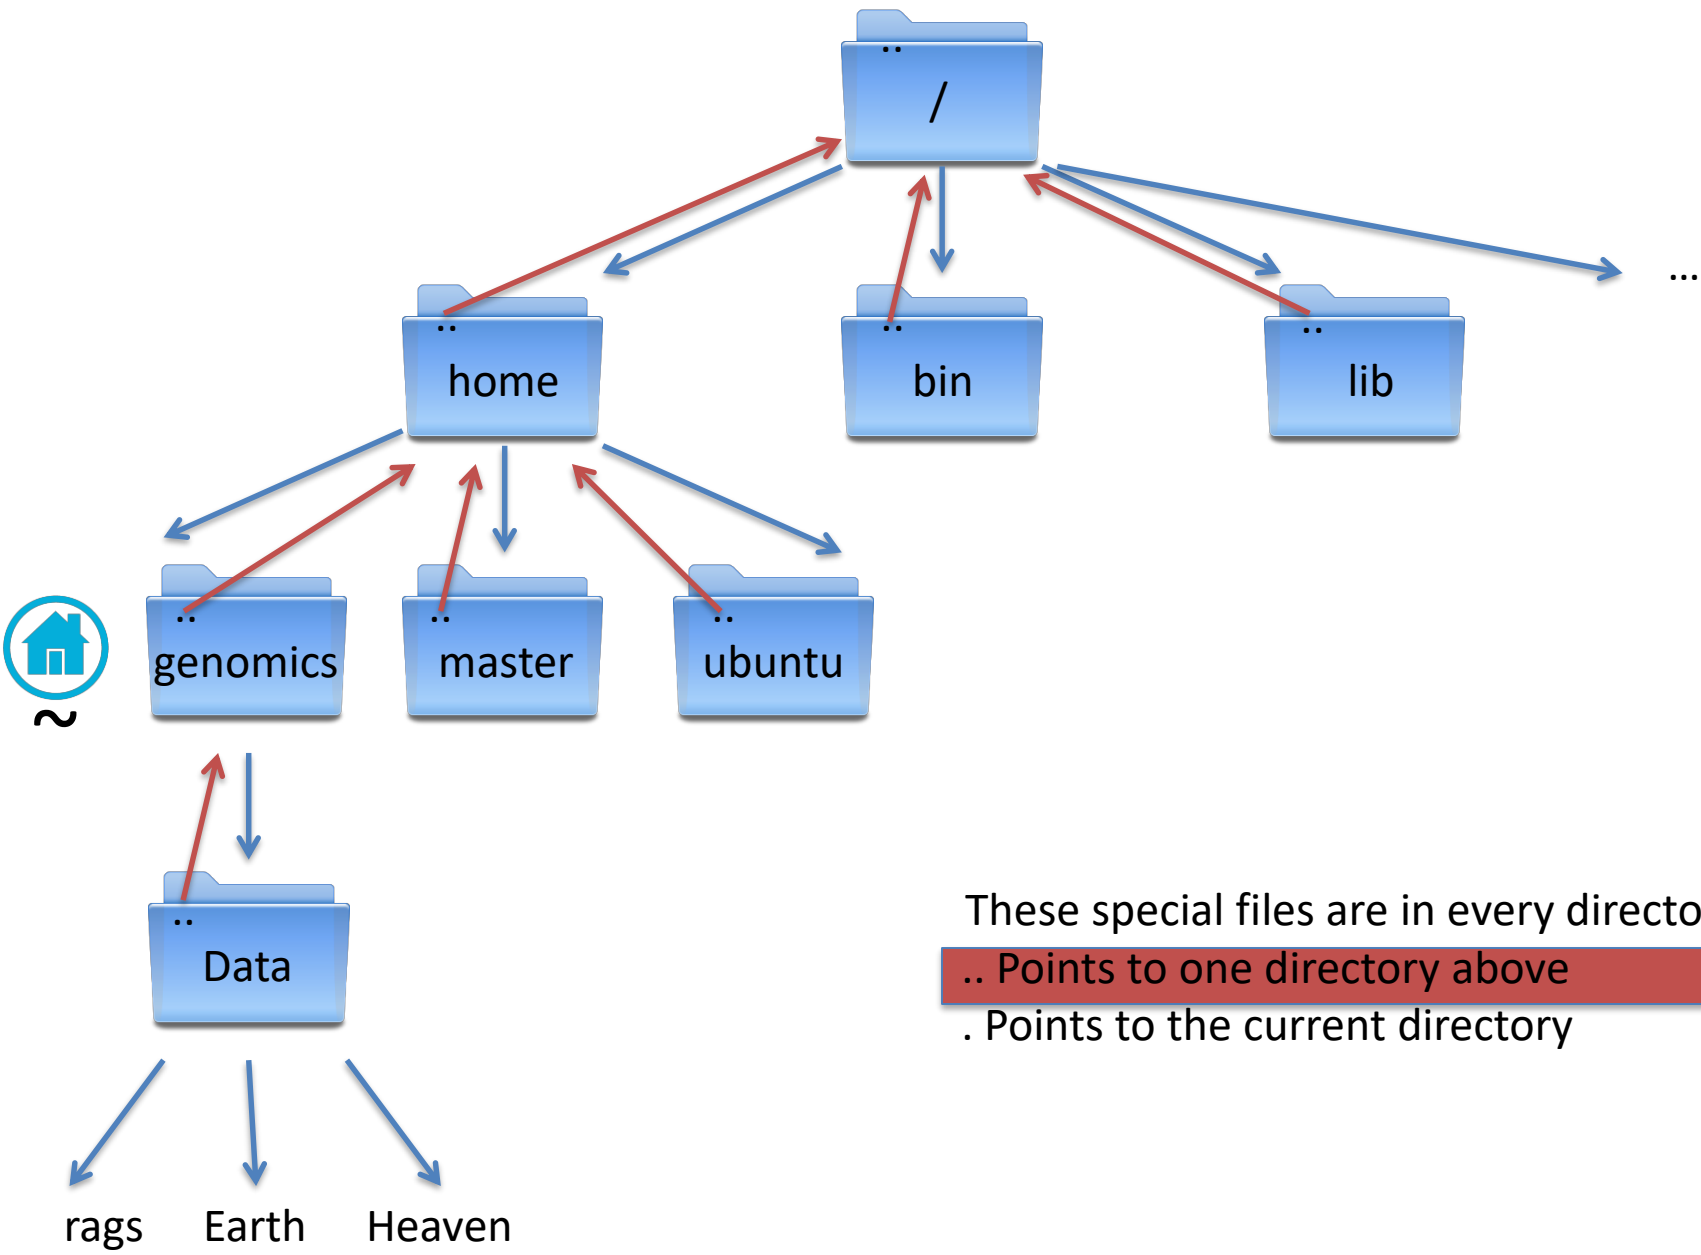 ..
/
...
..
home
..
bin
..
lib
..
genomics
..
master
..
ubuntu
~
..
Data
These special files are in every directo
.. Points to one directory above
. Points to the current directory
rags
Earth
Heaven